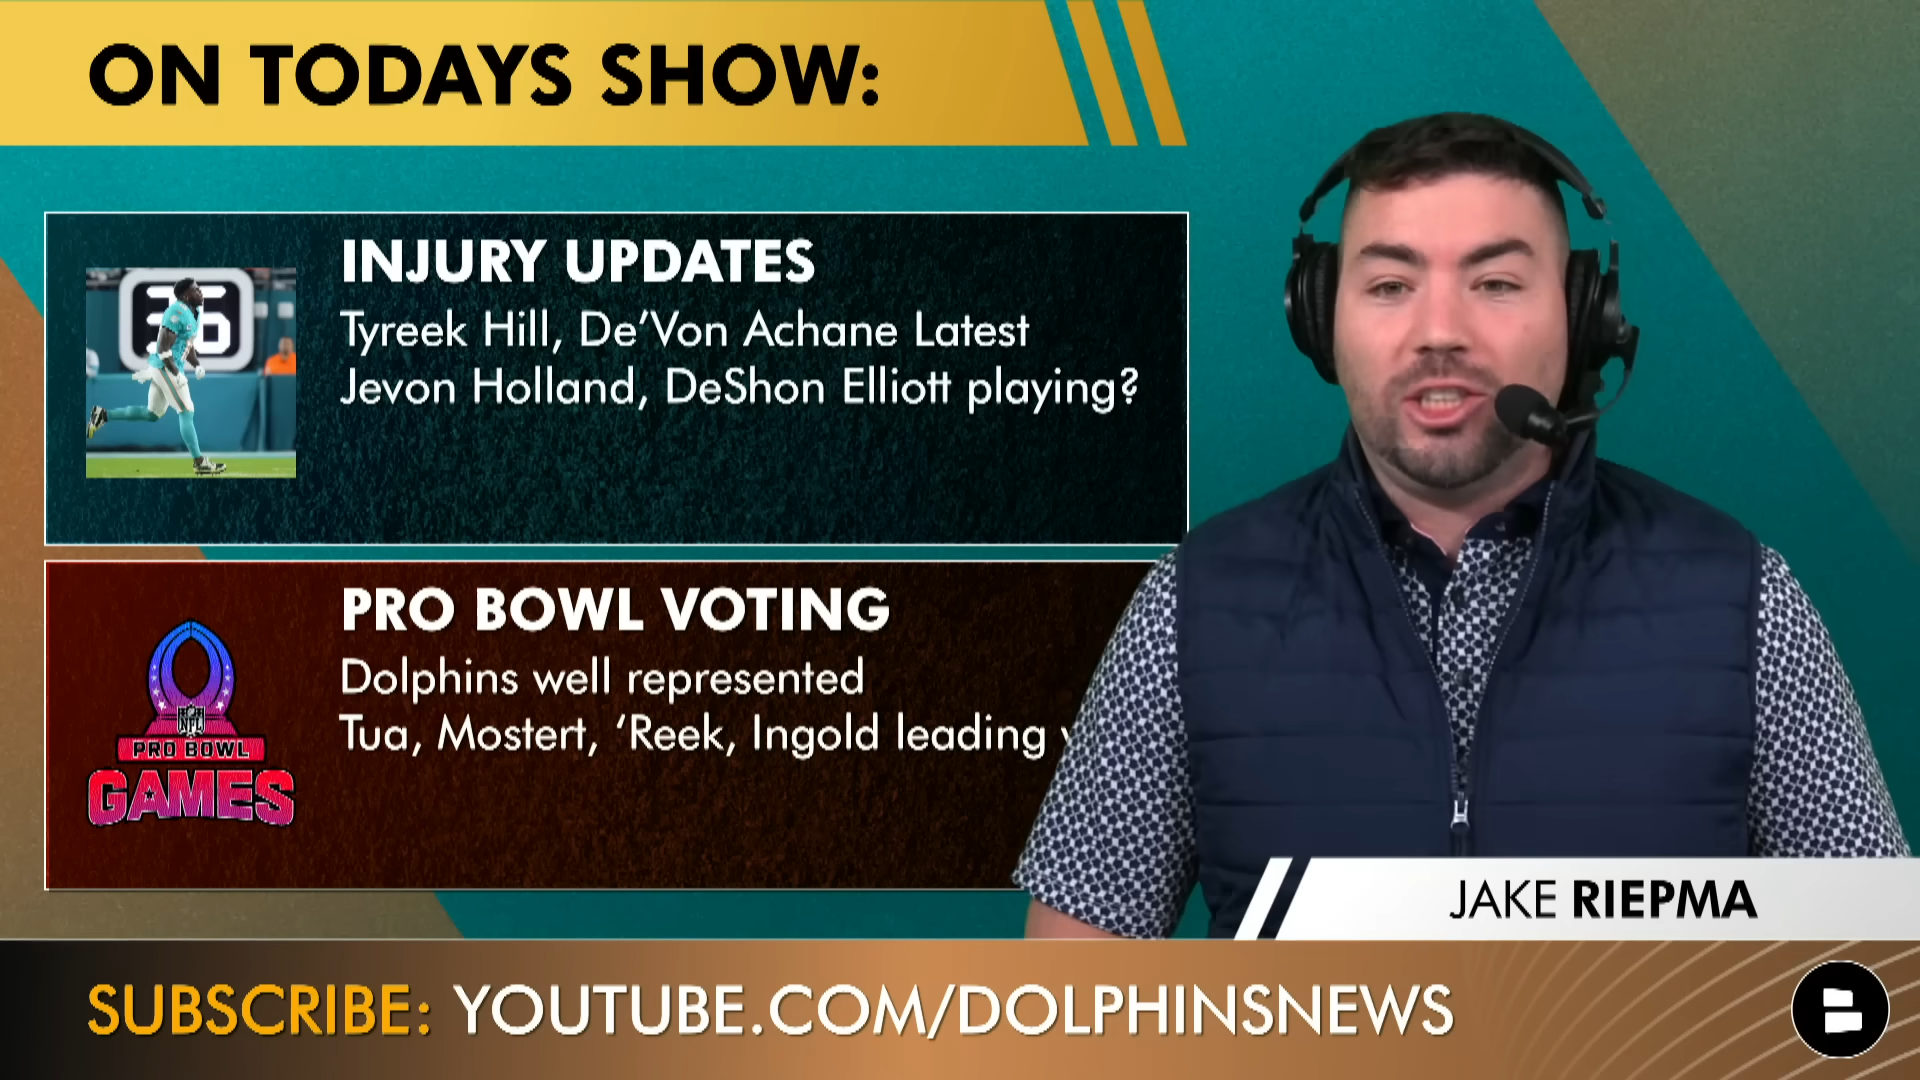 ON TODAYS SHOW:
INJURY UPDATES
Tyreek Hill, De’Von Achane Latest
Jevon Holland, DeShon Elliott playing?
36
PRO BOWL VOTING
Dolphins well represented
Tua, Mostert, ‘Reek, Ingold leading
NFL
PRO BOWL
GAMES
JAKE RIEPMA
SUBSCRIBE: YOUTUBE.COM/DOLPHINSNEWS